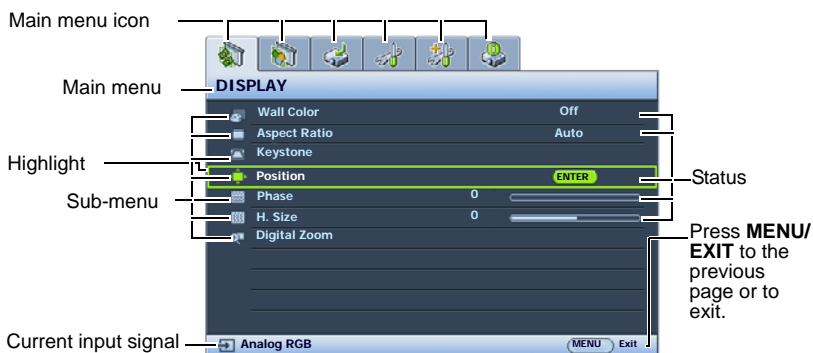 Main menu icon
Main menu
DISPLAY
Wall Color Off
Aspect Ratio Auto
Keystone
Highlight
Position ENTER
Status
Sub-menu
Phase 0
H. Size 0
Digital Zoom
Press MENU/
EXIT to the
previous
page or to
exit.
Current input signal
Analog RGB
MENU Exit